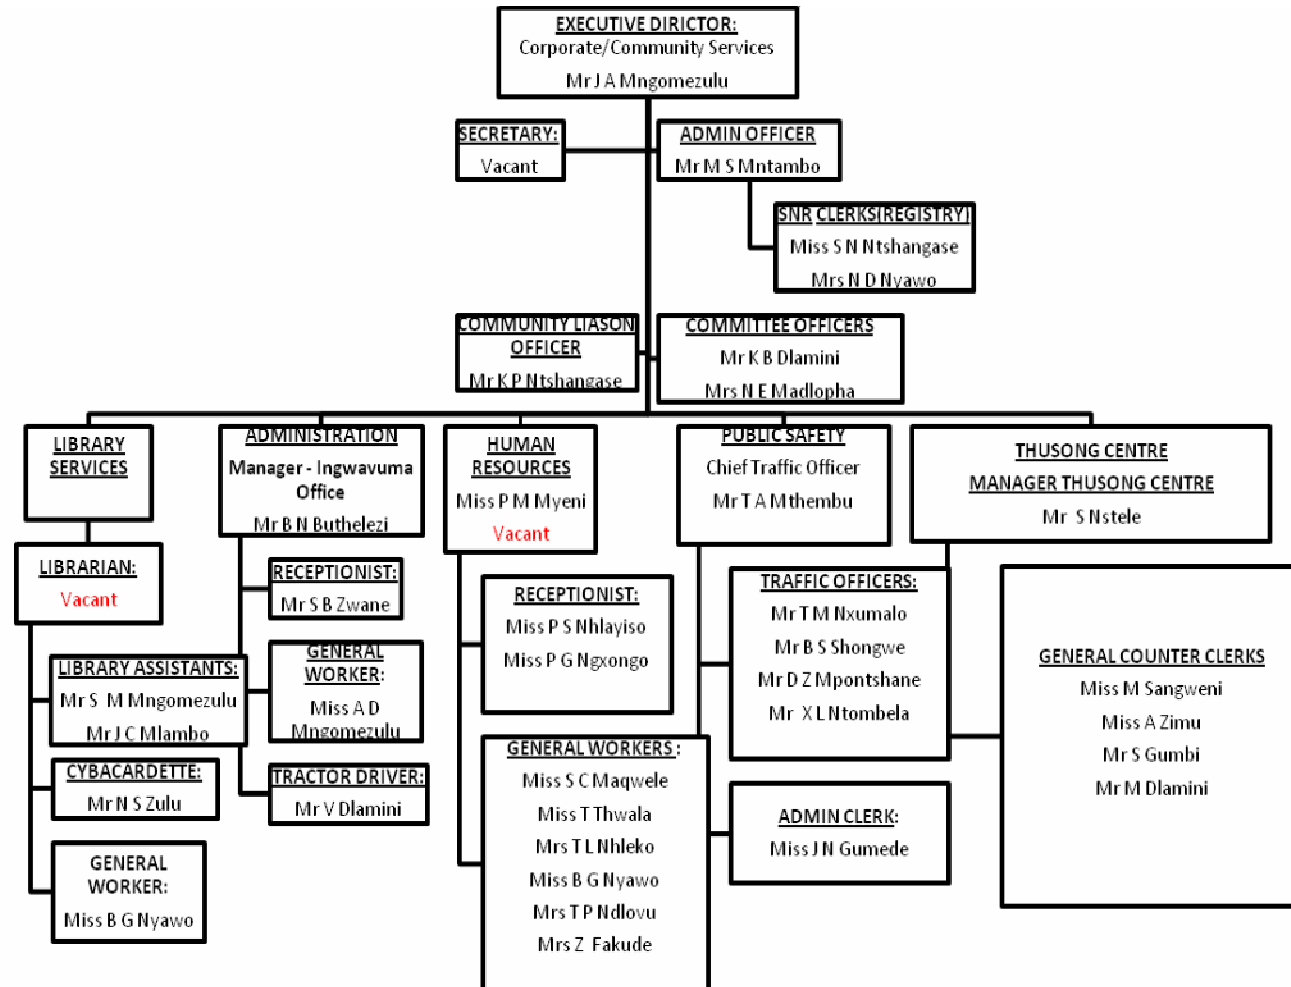 EXECUTIVE DIRICTOR:
Corporate/Community Services
Mr J A Mngomezulu
SECRETARY:
Vacant
ADMIN OFFICER
Mr M S Mntambo
SNR CLERKS(REGISTRY)
Miss S N Ntshangase
Mrs N D Nyawo
COMMUNITY LIASON
OFFICER
Mr K P Ntshangase
COMMITTEE OFFICERS
Mr K B Dlamini
Mrs N E Madlopha
LIBRARY
SERVICES
ADMINISTRATION
Manager - Ingwavuma
Office
Mr B N Buthelezi
HUMAN
RESOURCES
Miss P M Myeni
Vacant
PUBLIC SAFETY
Chief Traffic Officer
Mr T A Mthembu
THUSONG CENTRE
MANAGER THUSONG CENTRE
Mr S Nstele
LIBRARIAN:
Vacant
LIBRARY ASSISTANTS:
Mr S M Mngomezulu
Mr J C Mlambo
CYBACARDETTE:
Mr N S Zulu
GENERAL
WORKER:
Miss B G Nyawo
RECEPTIONIST:
Mr S B Zwane
GENERAL
WORKER:
Miss A D
Mngomezulu
TRACTOR DRIVER:
Mr V Dlamini
RECEPTIONIST:
Miss P S Nhlayiso
Miss P G Ngxongo
GENERAL WORKERS :
Miss S C Maqwele
Miss T Thwala
Mrs T L Nhleko
Miss B G Nyawo
Mrs T P Ndlovu
Mrs Z Fakude
TRAFFIC OFFICERS:
Mr T M Nxumalo
Mr B S Shongwe
Mr D Z Mpontshane
Mr X L Ntombela
ADMIN CLERK:
Miss J N Gumede
GENERAL COUNTER CLERKS
Miss M Sangweni
Miss A Zimu
Mr S Gumbi
Mr M Dlamini